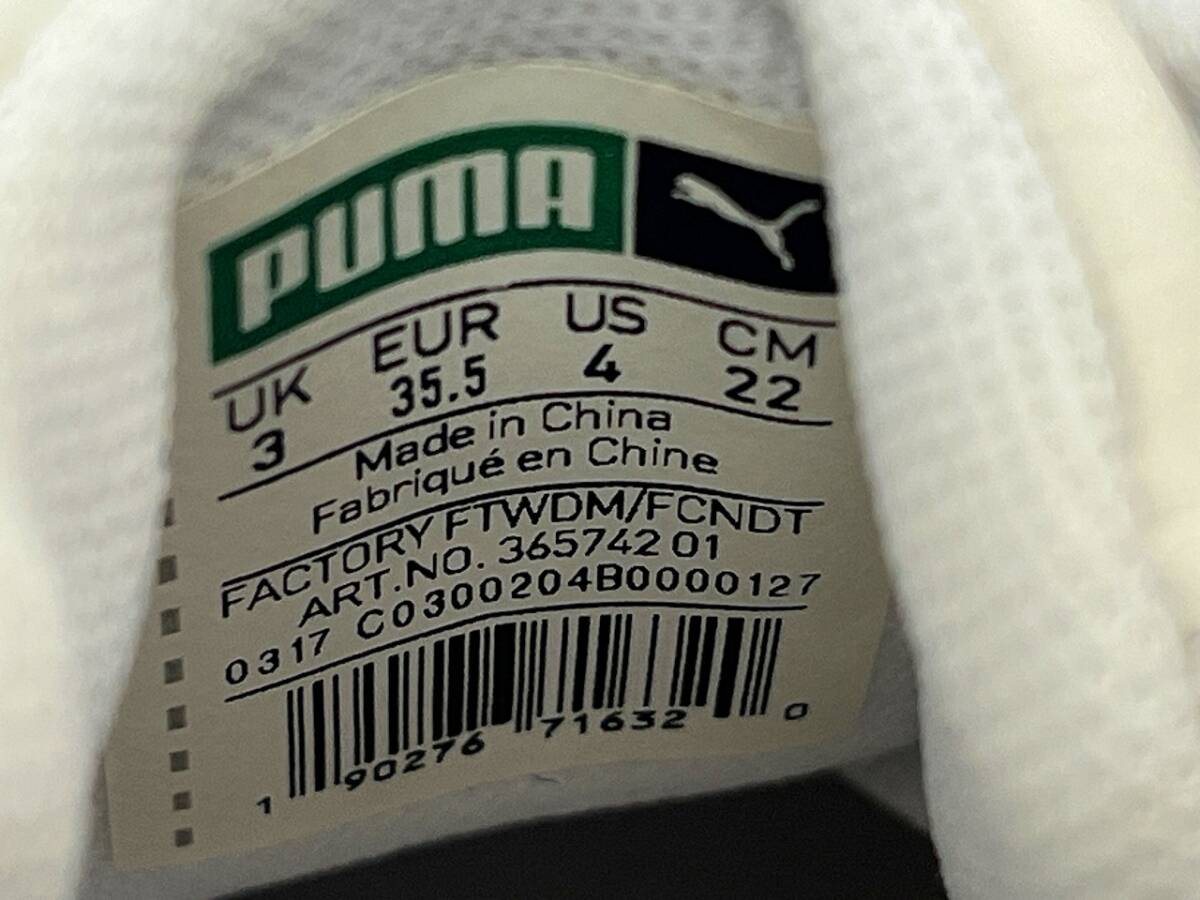 PUMA
UK EUR US CM
3 35.5 4 22
Made in China
Fabriqué en Chine
FACTORY FTWDM/FCNDT
ART.NO. 365742 01
0317 C0300204B0000127
1 90276 71632 0